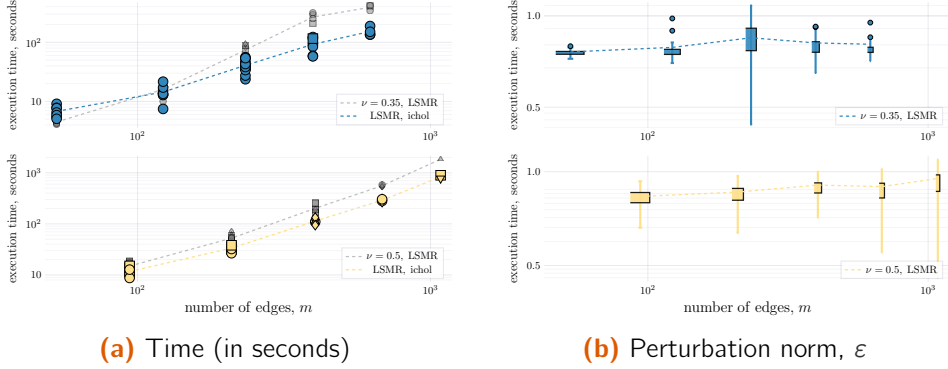 execution time, seconds
10²
10
ν = 0.35, LSMR
LSMR, ichol
10²
10³
execution time, seconds
10³
10²
10
ν = 0.5, LSMR
LSMR, ichol
10²
10³
number of edges, m
(a) Time (in seconds)
execution time, seconds
1.0
0.5
ν = 0.35, LSMR
10²
10³
execution time, seconds
1.0
0.5
ν = 0.5, LSMR
10²
10³
number of edges, m
(b) Perturbation norm, ε